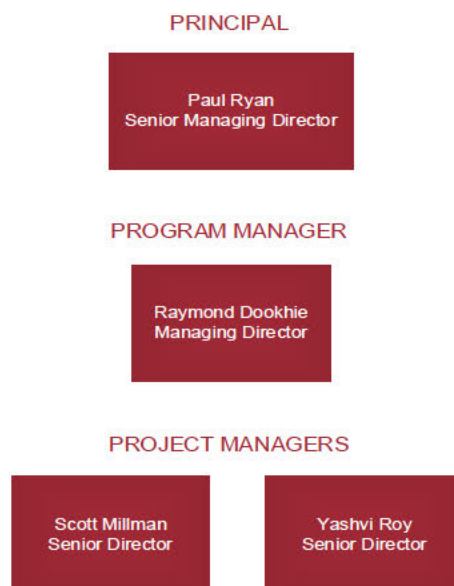 PRINCIPAL
Paul Ryan
Senior Managing Director
PROGRAM MANAGER
Raymond Dookhie
Managing Director
PROJECT MANAGERS
Scott Millman
Senior Director
Yashvi Roy
Senior Director